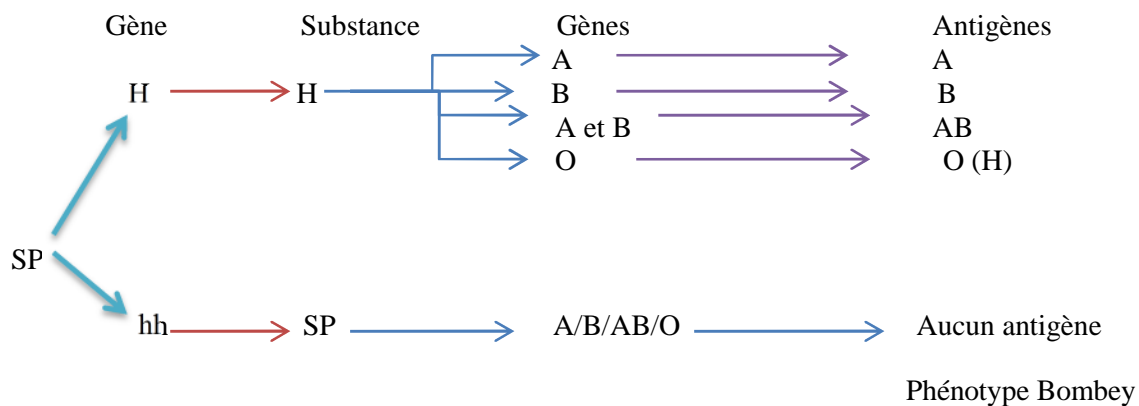 Gène Substance Gènes Antigènes
A A
H H B B
A et B AB
O O (H)
SP
hh SP A/B/AB/O Aucun antigène
Phénotype Bombey